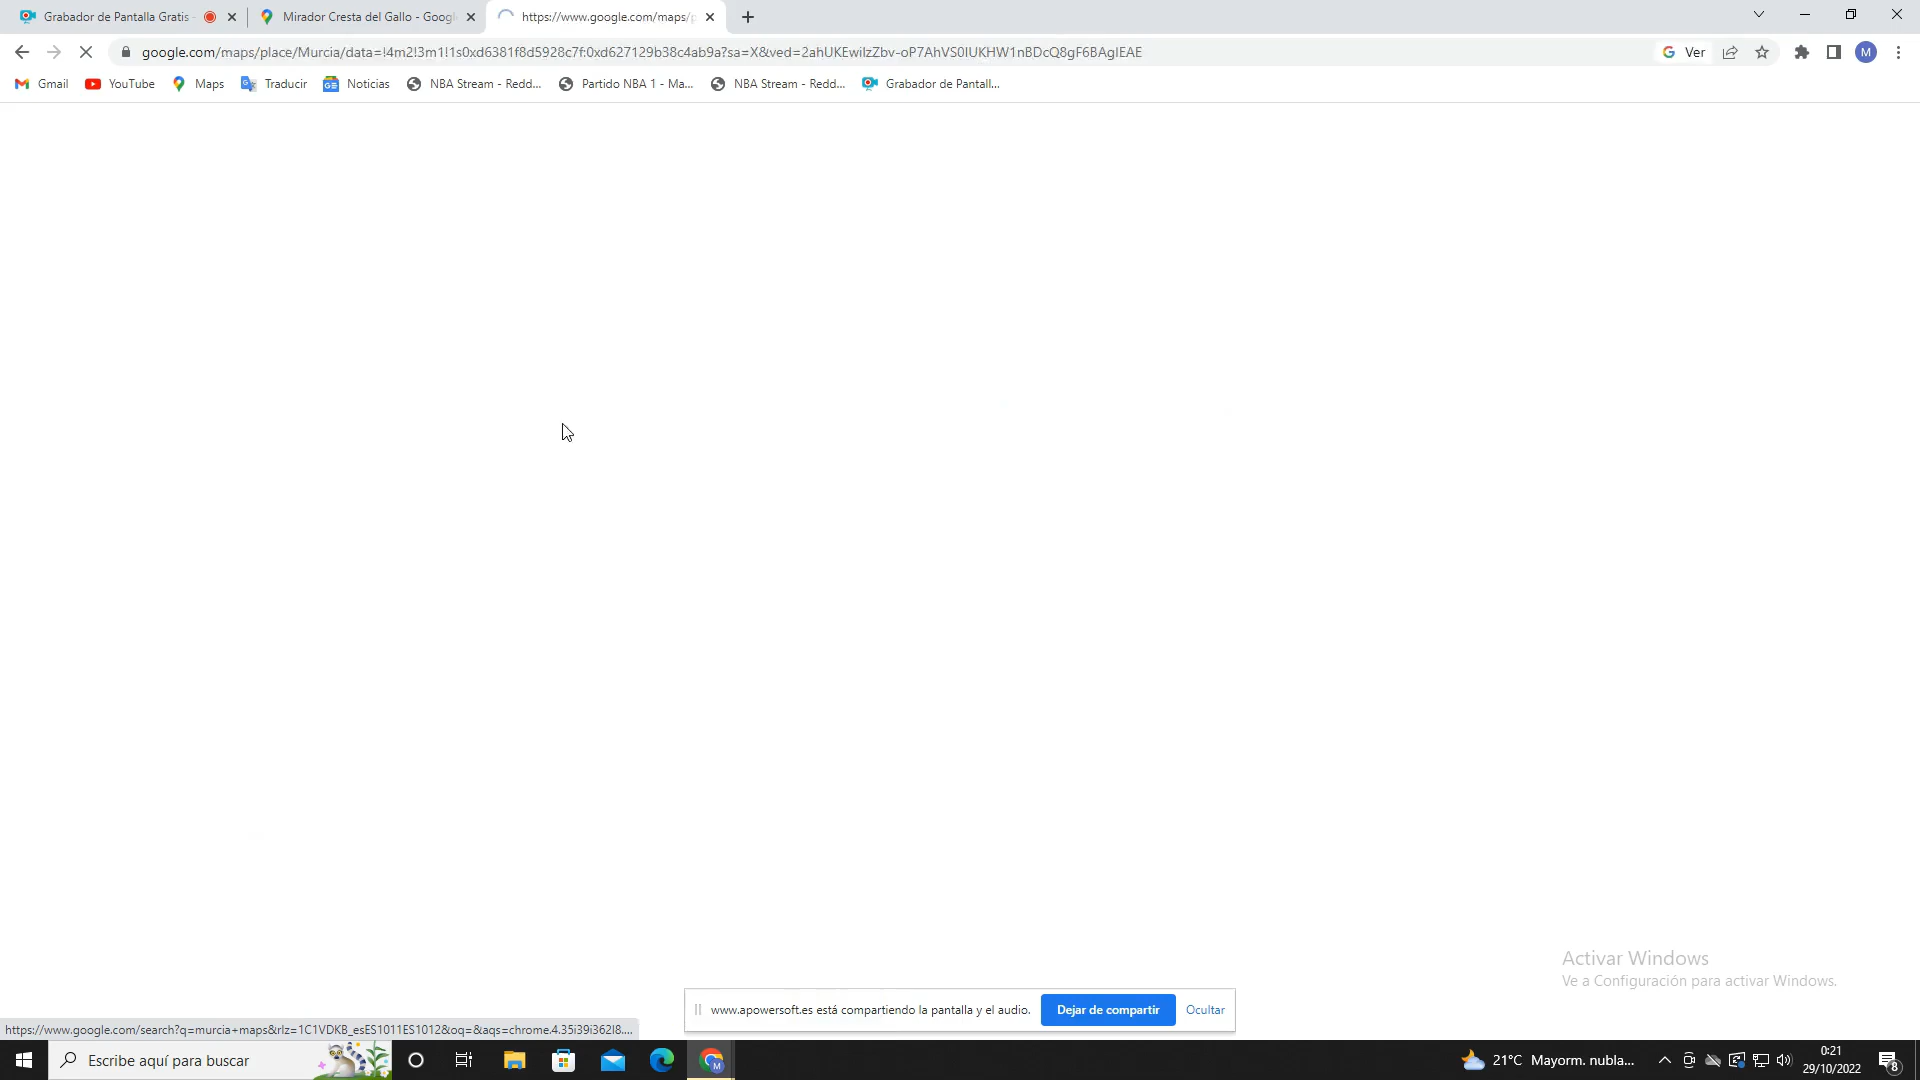 Grabador de Pantalla Gratis
Mirador Cresta del Gallo - Googl
https://www.google.com/maps/p
google.com/maps/place/Murcia/data=!4m2!3m1!1s0xd6381f8d5928c7f:0xd627129b38c4ab9a?sa=X&ved=2ahUKEwiIzZbv-oP7AhVS0IUKHW1nBDcQ8gF6BAgIEAE
Ver
M
Gmail
YouTube
Maps
Traducir
Noticias
NBA Stream - Redd...
Partido NBA 1 - Ma...
NBA Stream - Redd...
Grabador de Pantall...
Activar Windows
Ve a Configuración para activar Windows.
www.apowersoft.es está compartiendo la pantalla y el audio.
Dejar de compartir
Ocultar
https://www.google.com/search?q=murcia+maps&rlz=1C1VDKB_esES1011ES1012&oq=&aqs=chrome.4.35i39i362l8....
Escribe aquí para buscar
21°C Mayorm. nubla...
0:21
29/10/2022
8